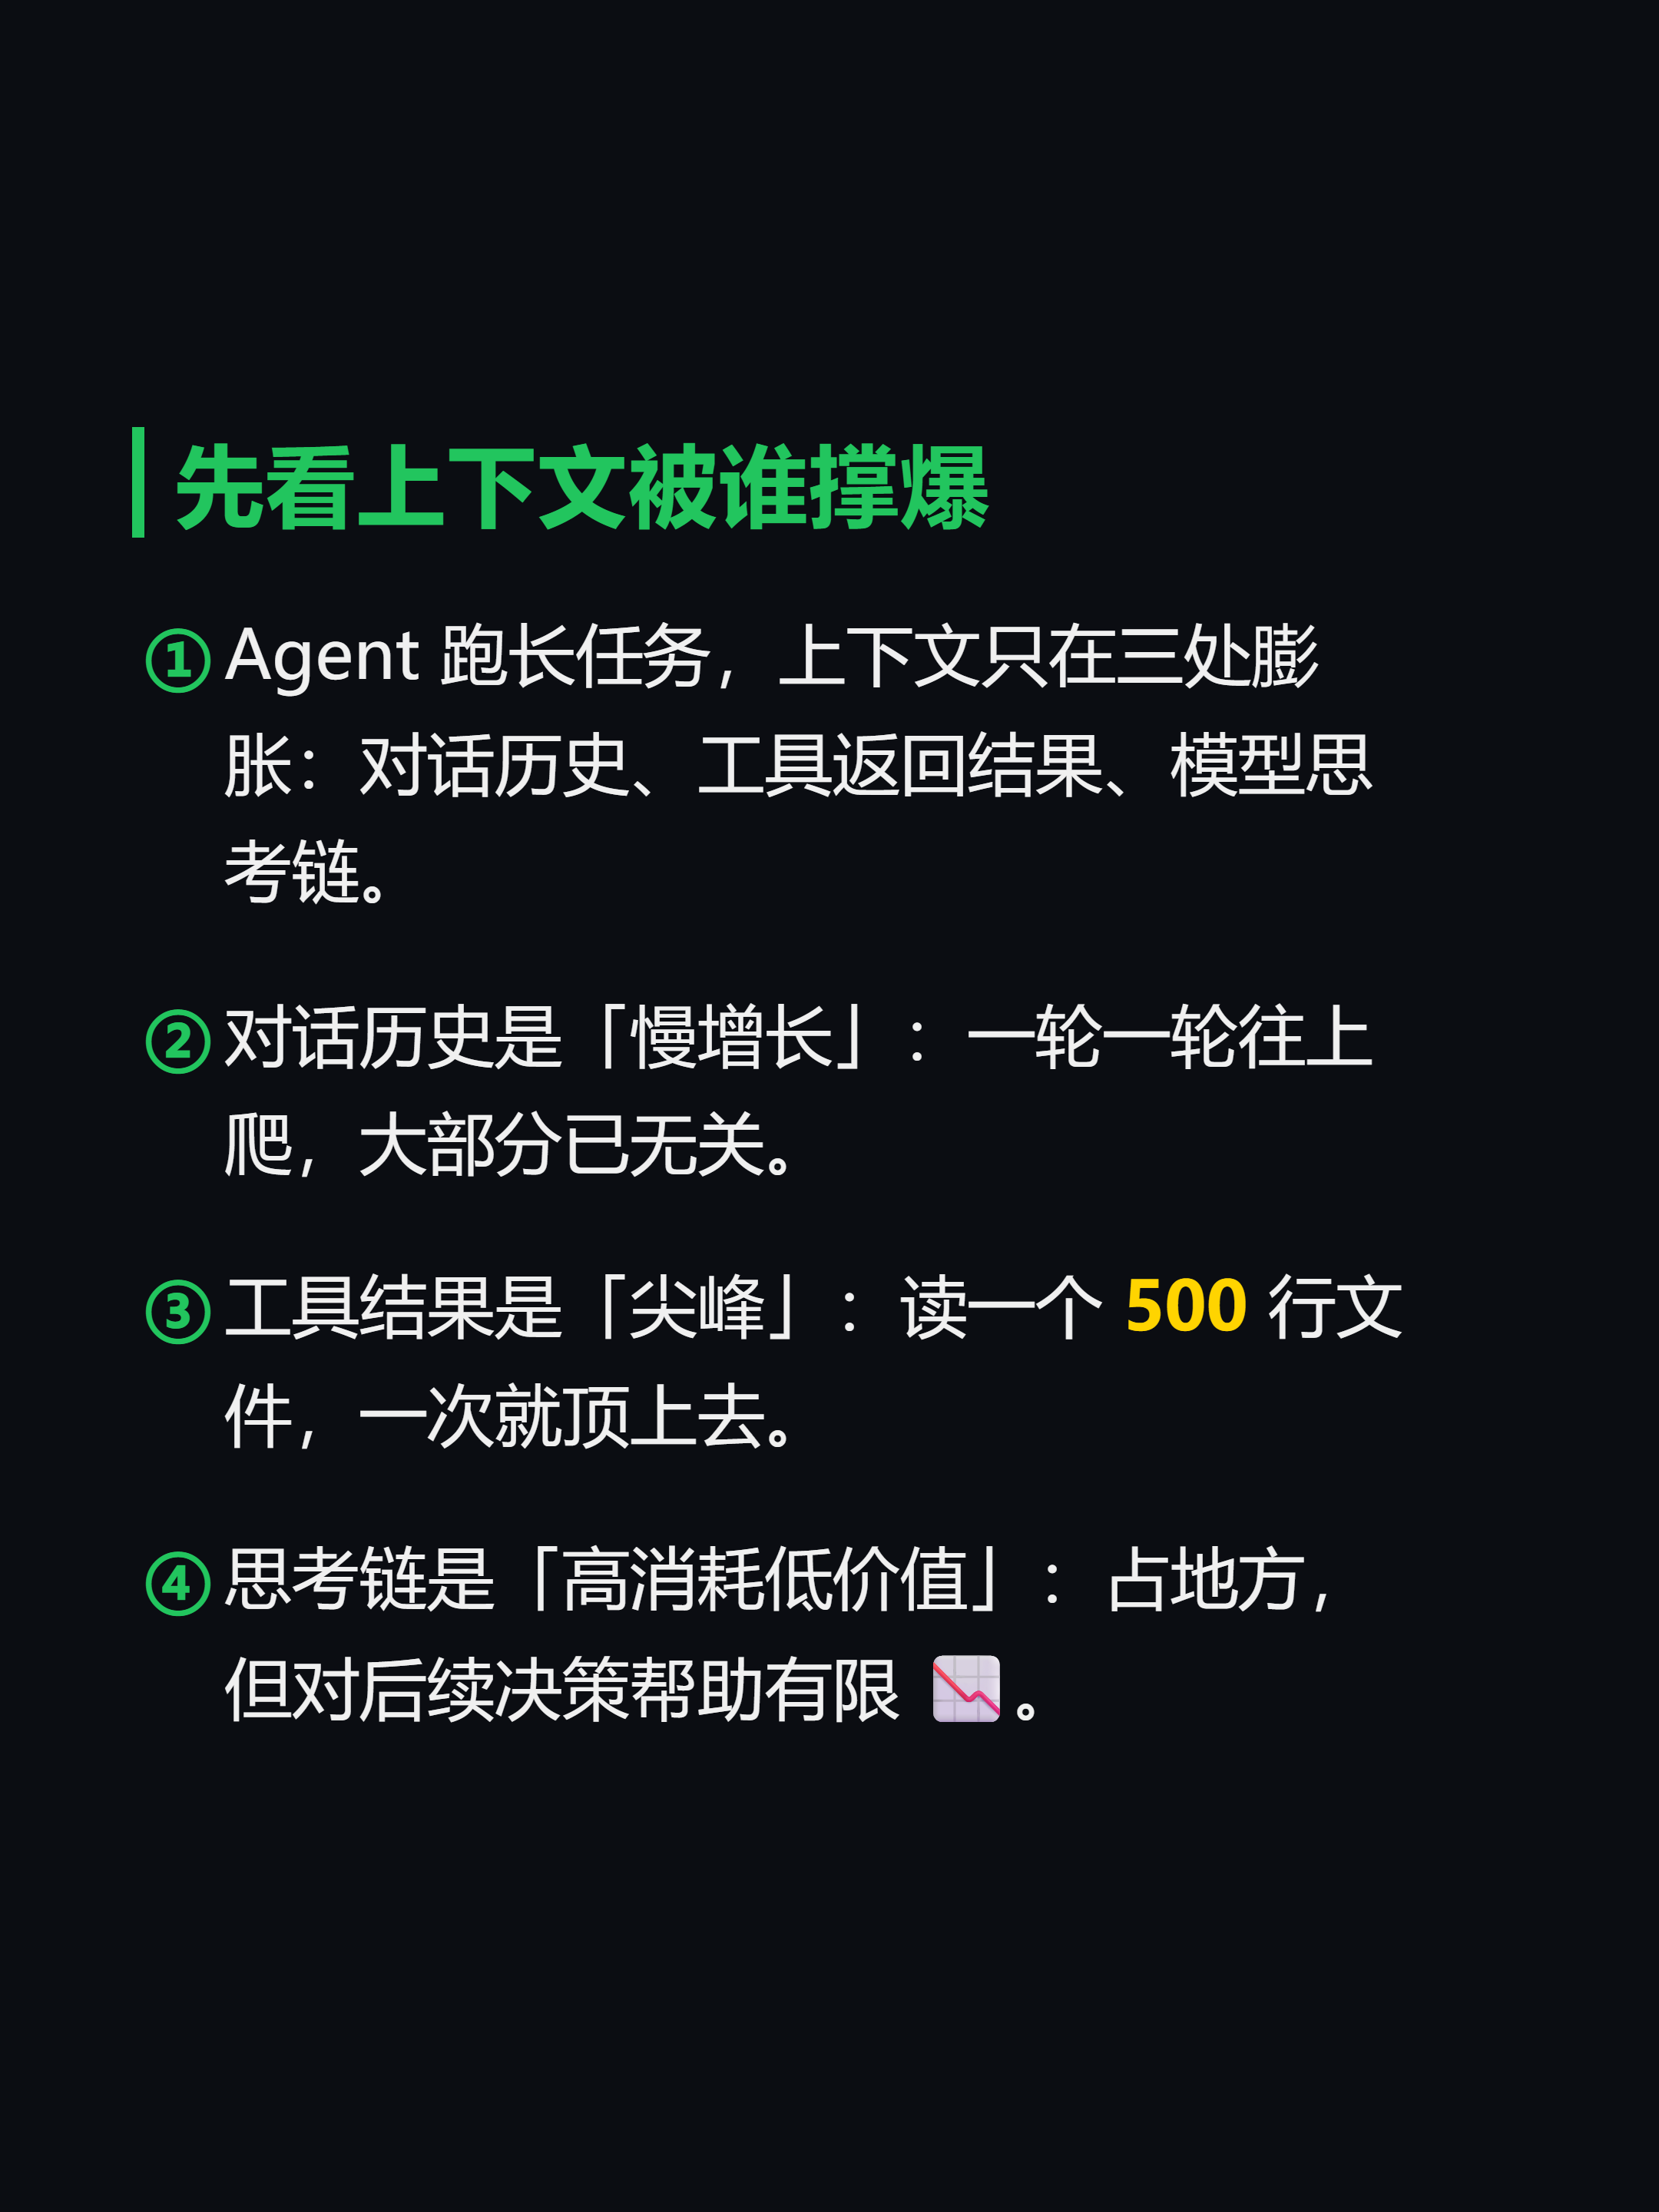 先看上下文被谁撑爆
① Agent 跑长任务，上下文只在三处膨
胀：对话历史、工具返回结果、模型思
考链。
② 对话历史是「慢增长」：一轮一轮往上
爬，大部分已无关。
③ 工具结果是「尖峰」：读一个 500 行文
件，一次就顶上去。
④ 思考链是「高消耗低价值」：占地方，
但对后续决策帮助有限 📉。